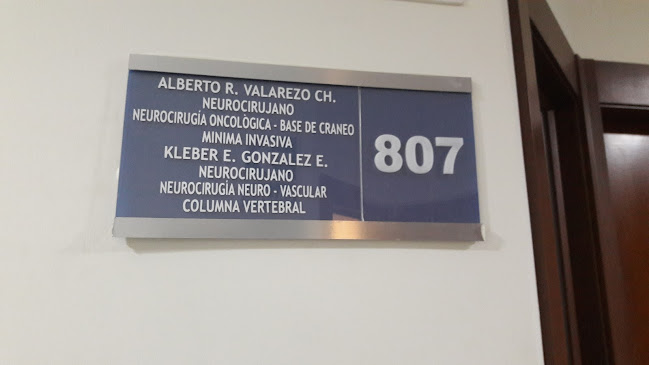 ALBERTO R. VALAREZO CH.
NEUROCIRUJANO
NEUROCIRUGÍA ONCOLÒGICA - BASE DE CRANEO
MINIMA INVASIVA
KLEBER E. GONZALEZ E.
NEUROCIRUJANO
NEUROCIRUGÍA NEURO - VASCULAR
COLUMNA VERTEBRAL
807